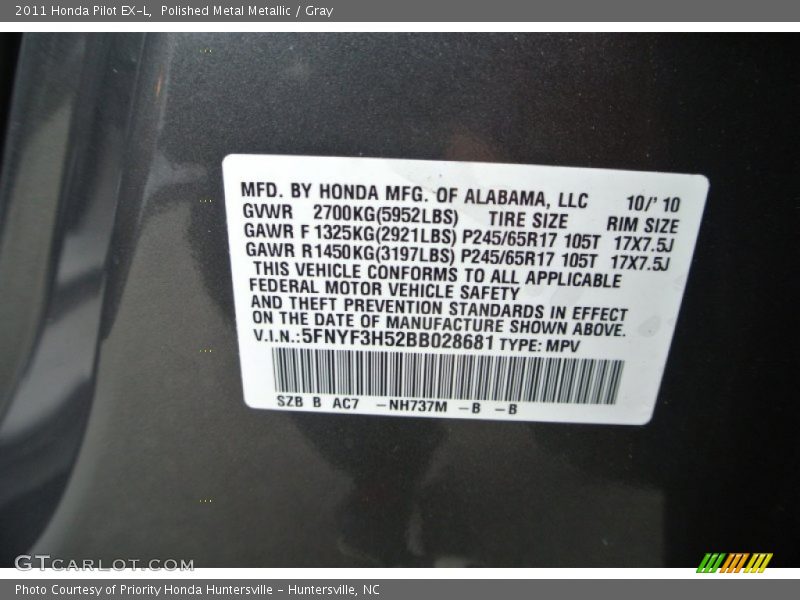 2011 Honda Pilot EX-L, Polished Metal Metallic / Gray
MFD. BY HONDA MFG. OF ALABAMA, LLC 10/'10
GVWR 2700KG(5952LBS) TIRE SIZE RIM SIZE
GAWR F 1325KG(2921LBS) P245/65R17 105T 17X7.5J
GAWR R 1450KG(3197LBS) P245/65R17 105T 17X7.5J
THIS VEHICLE CONFORMS TO ALL APPLICABLE
FEDERAL MOTOR VEHICLE SAFETY
AND THEFT PREVENTION STANDARDS IN EFFECT
ON THE DATE OF MANUFACTURE SHOWN ABOVE.
V.I.N.:5FNYF3H52BB028681 TYPE: MPV
SZB B AC7 -NH737M -B -B
GTCARLOT.COM
Photo Courtesy of Priority Honda Huntersville - Huntersville, NC